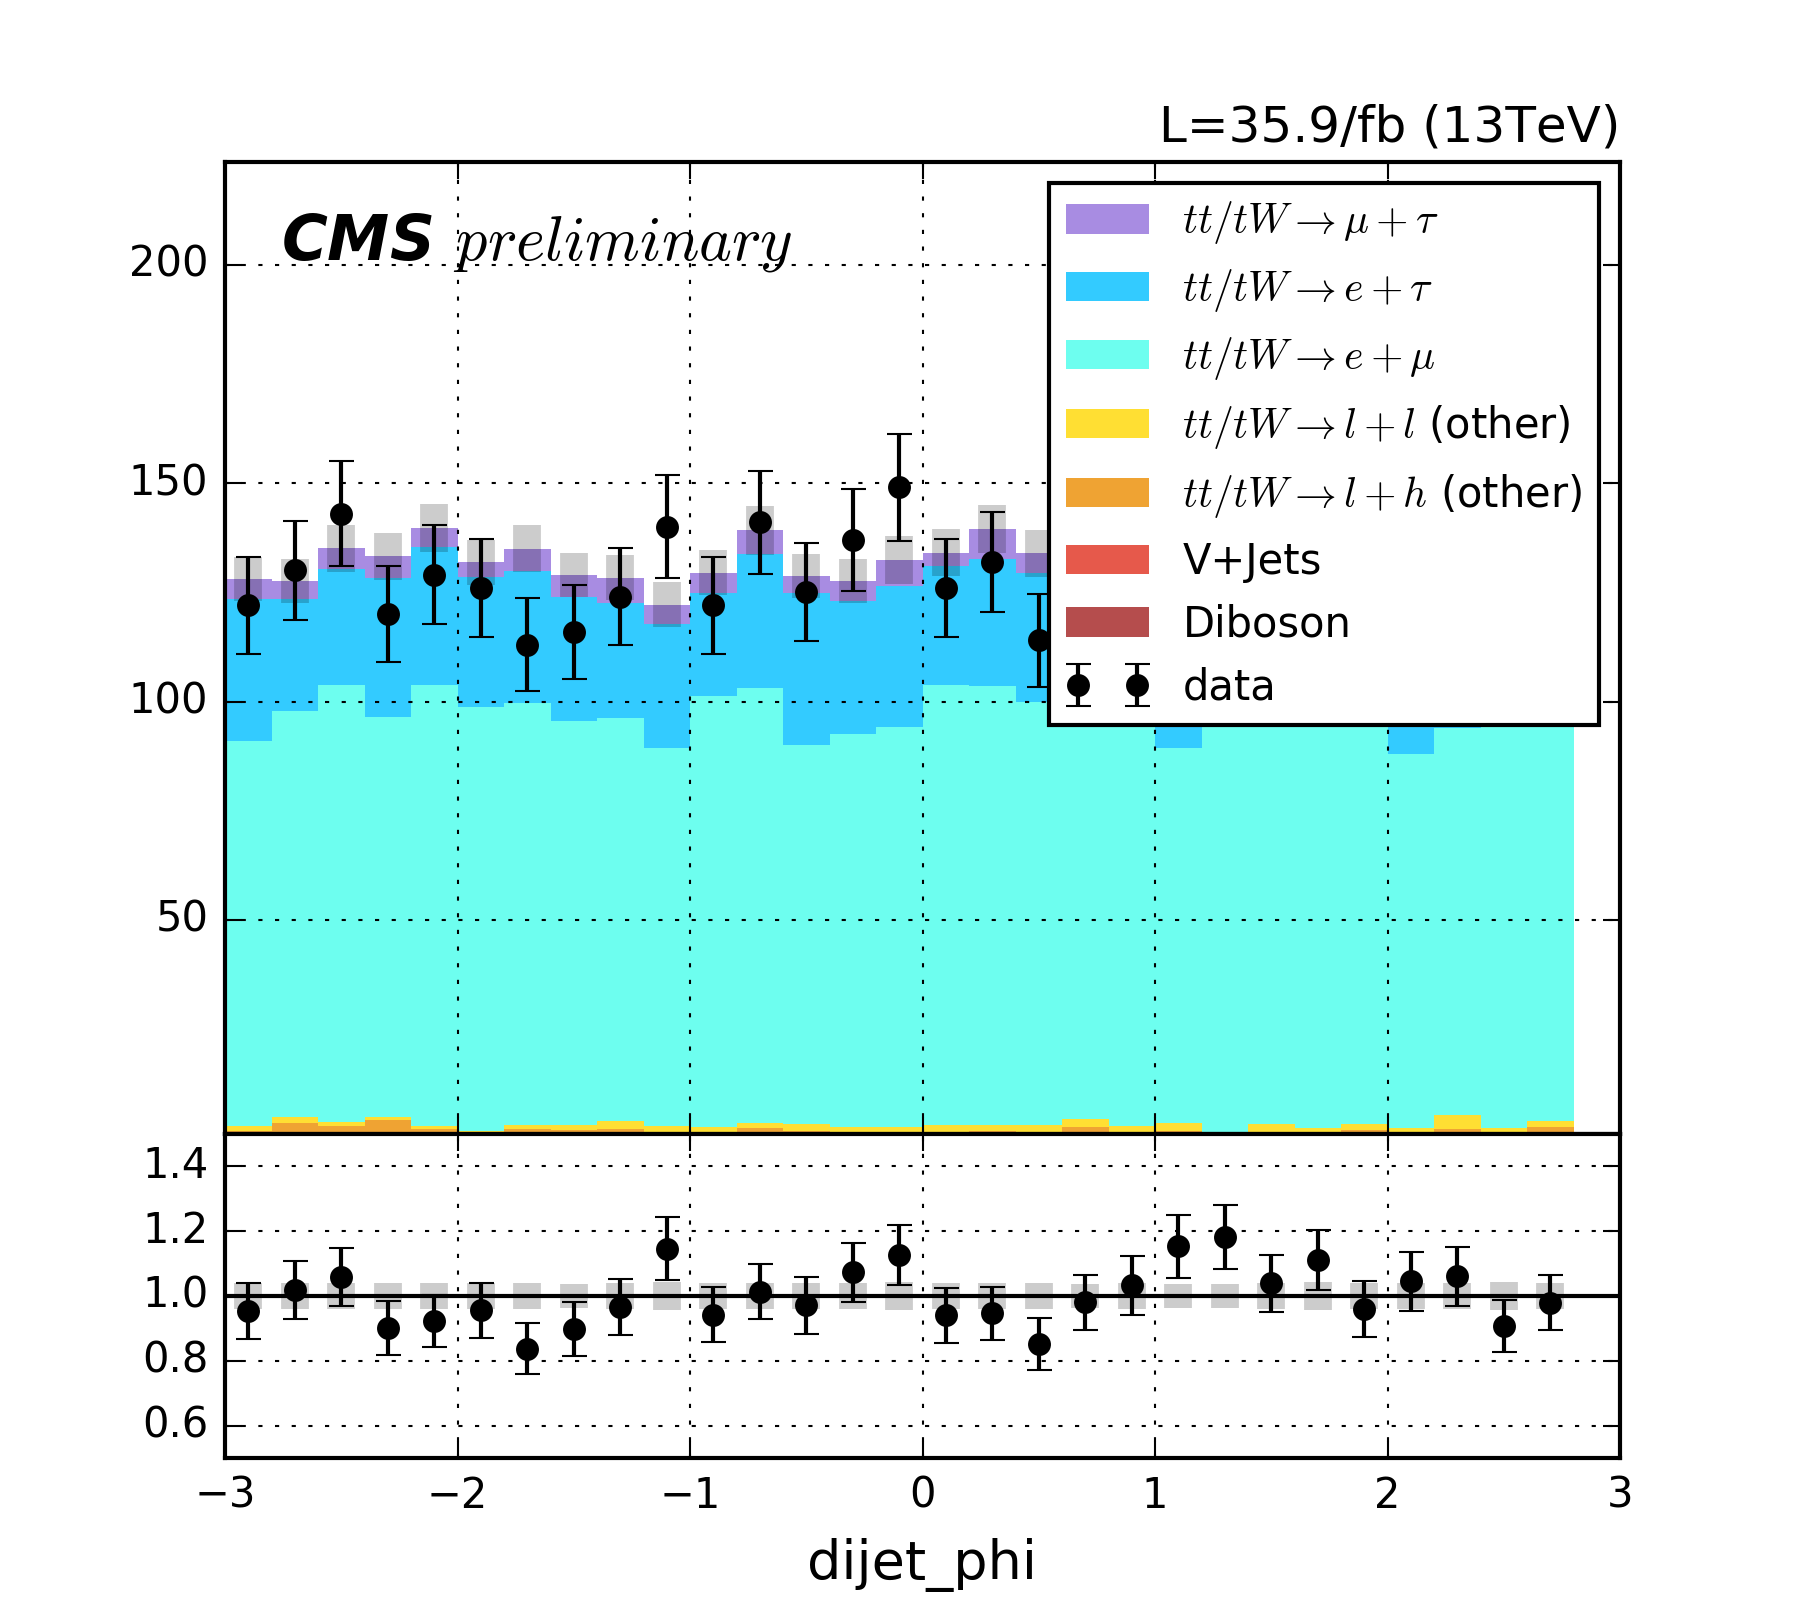 L=35.9/fb (13TeV)
CMS preliminary
200
150
100
50
tt/tW → μ + τ
tt/tW → e + τ
tt/tW → e + μ
tt/tW → l + l (other)
tt/tW → l + h (other)
V+Jets
Diboson
data
1.4
1.2
1.0
0.8
0.6
−3 −2 −1 0 1 2 3
dijet_phi